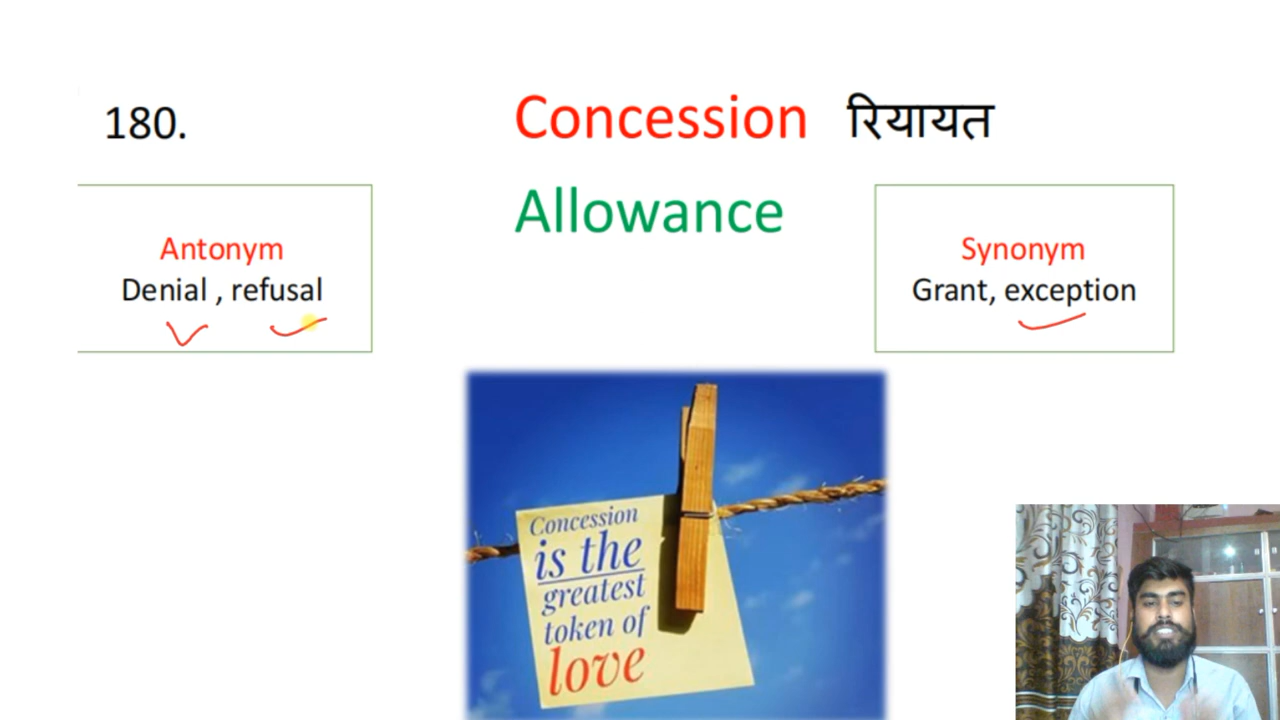 180.
Concession रियायत
Allowance
Antonym
Denial , refusal
Synonym
Grant, exception
Concession
is the
greatest
token of
love